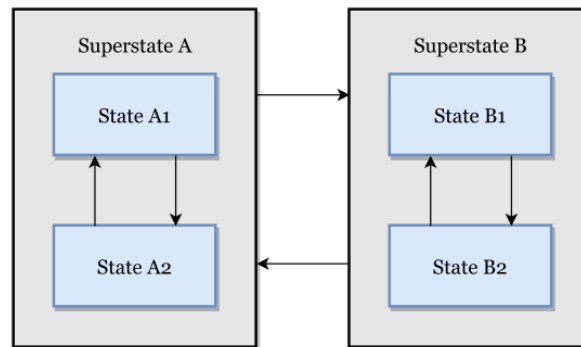 Superstate A
State A1
State A2
Superstate B
State B1
State B2